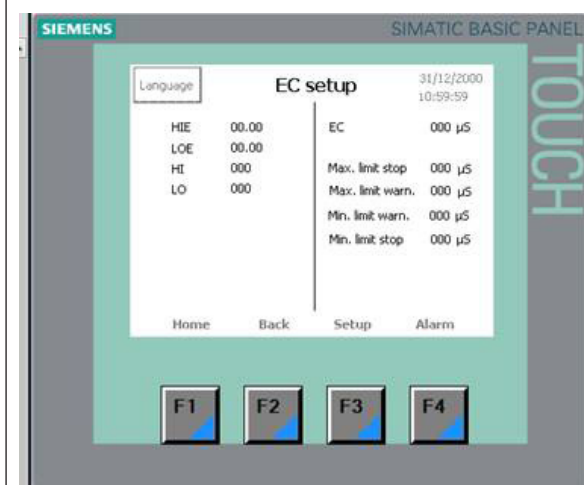 SIEMENS
SIMATIC BASIC PANEL
TOUCH
Language
EC setup
31/12/2000
10:59:59
HIE 00.00
LOE 00.00
HI 000
LO 000
EC 000 µS
Max. limit stop 000 µS
Max. limit warn. 000 µS
Min. limit warn. 000 µS
Min. limit stop 000 µS
Home Back Setup Alarm
F1 F2 F3 F4